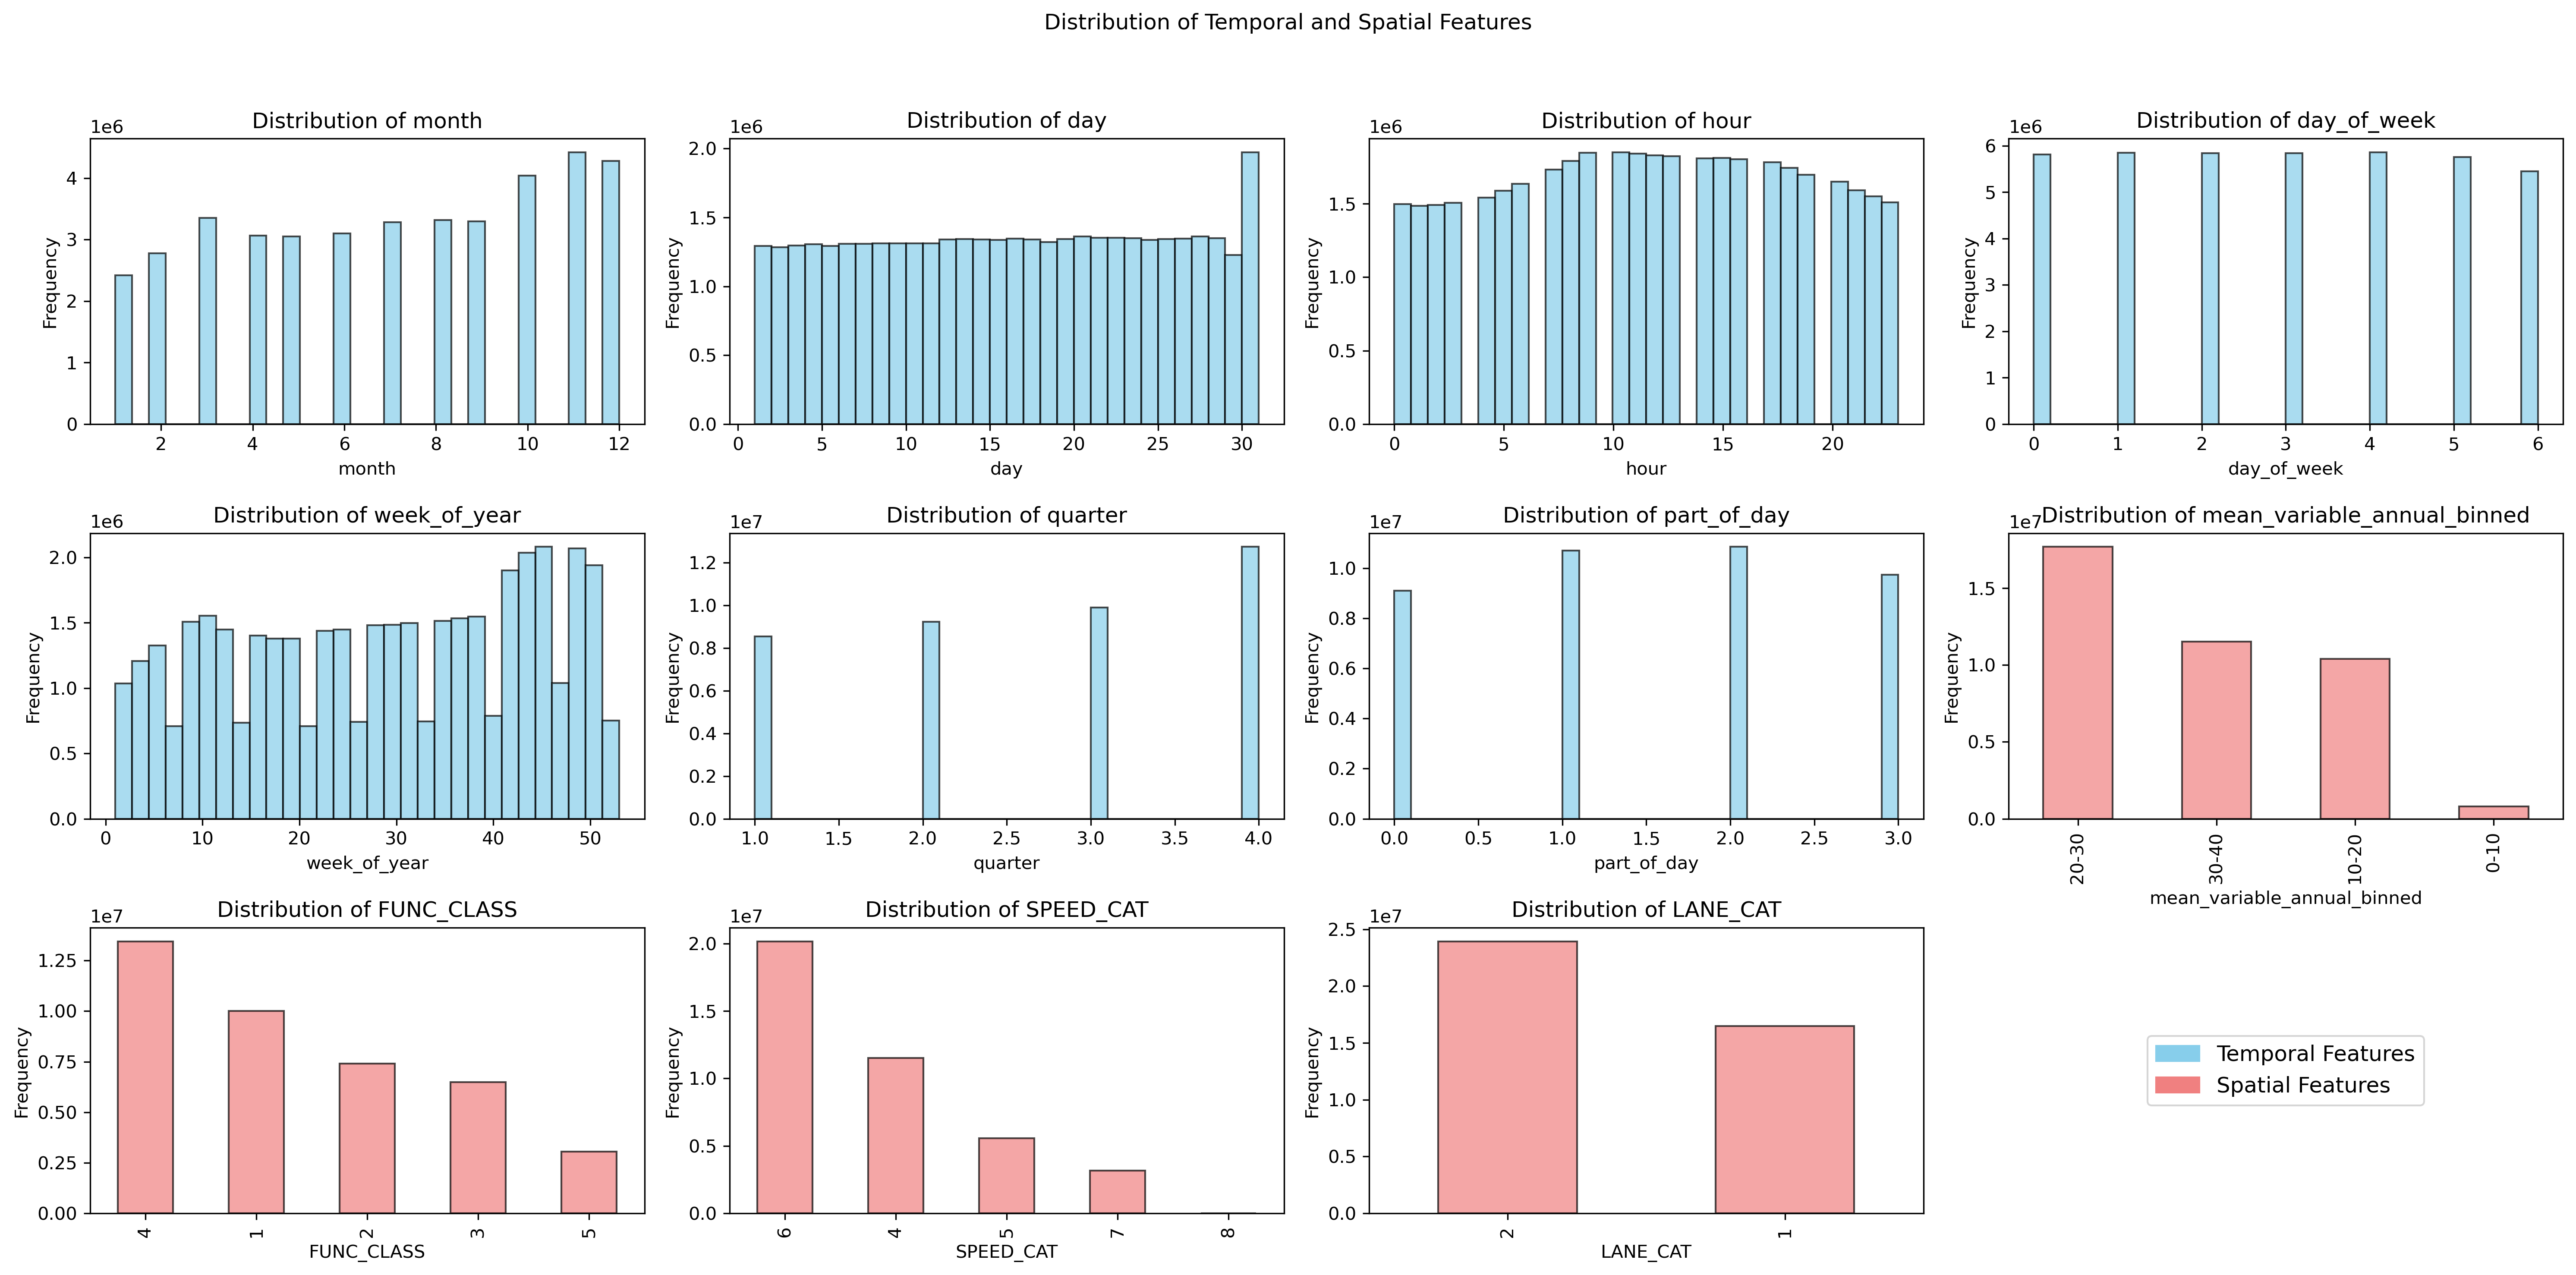 Distribution of Temporal and Spatial Features
Distribution of month
1e6
Frequency
4
3
2
1
0
2 4 6 8 10 12
month
Distribution of day
1e6
Frequency
2.0
1.5
1.0
0.5
0.0
0 5 10 15 20 25 30
day
Distribution of hour
1e6
Frequency
1.5
1.0
0.5
0.0
0 5 10 15 20
hour
Distribution of day_of_week
1e6
Frequency
6
5
4
3
2
1
0
0 1 2 3 4 5 6
day_of_week
Distribution of week_of_year
1e6
Frequency
2.0
1.5
1.0
0.5
0.0
0 10 20 30 40 50
week_of_year
Distribution of quarter
1e7
Frequency
1.2
1.0
0.8
0.6
0.4
0.2
0.0
1.0 1.5 2.0 2.5 3.0 3.5 4.0
quarter
Distribution of part_of_day
1e7
Frequency
1.0
0.8
0.6
0.4
0.2
0.0
0.0 0.5 1.0 1.5 2.0 2.5 3.0
part_of_day
Distribution of mean_variable_annual_binned
1e7
Frequency
1.5
1.0
0.5
0.0
20-30 30-40 10-20 0-10
mean_variable_annual_binned
Distribution of FUNC_CLASS
1e7
Frequency
1.25
1.00
0.75
0.50
0.25
0.00
4 1 2 3 5
FUNC_CLASS
Distribution of SPEED_CAT
1e7
Frequency
2.0
1.5
1.0
0.5
0.0
6 4 5 7 8
SPEED_CAT
Distribution of LANE_CAT
1e7
Frequency
2.5
2.0
1.5
1.0
0.5
0.0
2 1
LANE_CAT
Temporal Features
Spatial Features